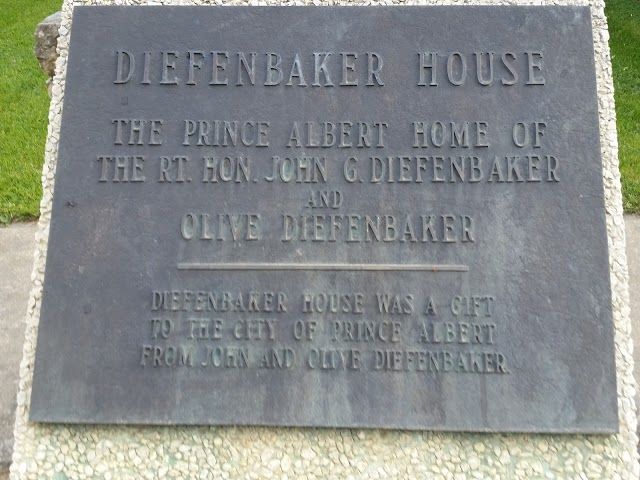 DIEFENBAKER HOUSE
THE PRINCE ALBERT HOME OF
THE RT. HON. JOHN G. DIEFENBAKER
AND
OLIVE DIEFENBAKER
DIEFENBAKER HOUSE WAS A GIFT
TO THE CITY OF PRINCE ALBERT
FROM JOHN AND OLIVE DIEFENBAKER.